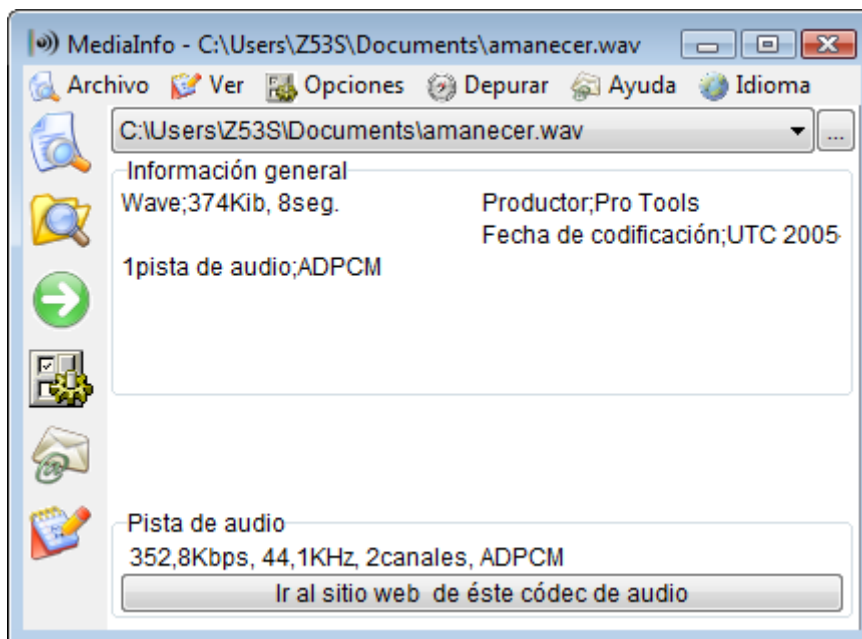 MediaInfo - C:\Users\Z53S\Documents\amanecer.wav
Archivo Ver Opciones Depurar Ayuda Idioma
C:\Users\Z53S\Documents\amanecer.wav ...
Información general
Wave;374Kib, 8seg. Productor;Pro Tools
Fecha de codificación;UTC 2005-
1pista de audio;ADPCM
Pista de audio
352,8Kbps, 44,1KHz, 2canales, ADPCM
Ir al sitio web de éste códec de audio